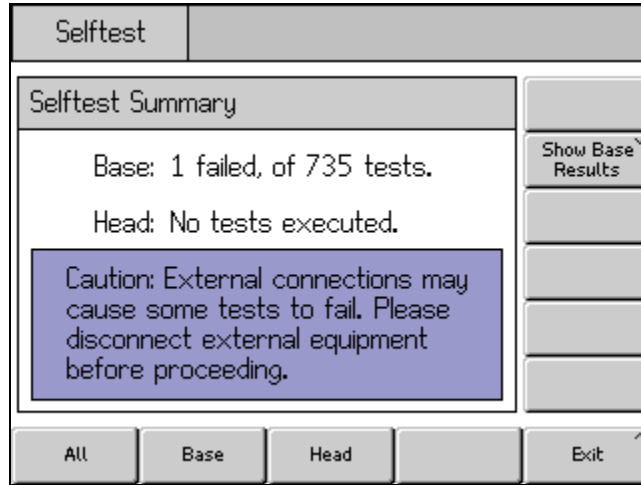 Selftest
Selftest Summary
Base: 1 failed, of 735 tests.
Head: No tests executed.
Caution: External connections may
cause some tests to fail. Please
disconnect external equipment
before proceeding.
Show Base
Results
All
Base
Head
Exit